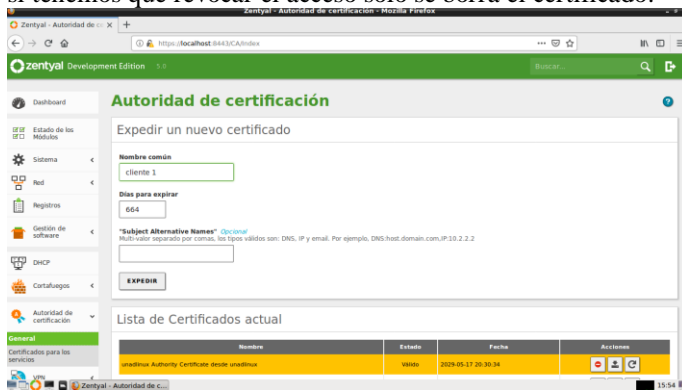 si tenemos que revocar el acceso solo se borra el certificado.
Zentyal - Autoridad de certificación - Mozilla Firefox
Zentyal - Autoridad de
https://localhost:8443/CA/Index
zentyal Development Edition 5.0
Buscar...
Dashboard
Estado de los Módulos
Sistema
Red
Registros
Gestión de software
DHCP
Cortafuegos
Autoridad de certificación
General
Certificados para los servicios
VPN
Autoridad de certificación
Expedir un nuevo certificado
Nombre común
cliente 1
Días para expirar
664
"Subject Alternative Names" Opcional
Multi-valor separado por comas, los tipos válidos son: DNS, IP y email. Por ejemplo, DNS:host.domain.com,IP:10.2.2.2
EXPEDIR
Lista de Certificados actual
Nombre Estado Fecha Acciones
unadlinux Authority Certificate desde unadlinux Válido 2029-05-17 20:30:34
Zentyal - Autoridad de c...
15:54